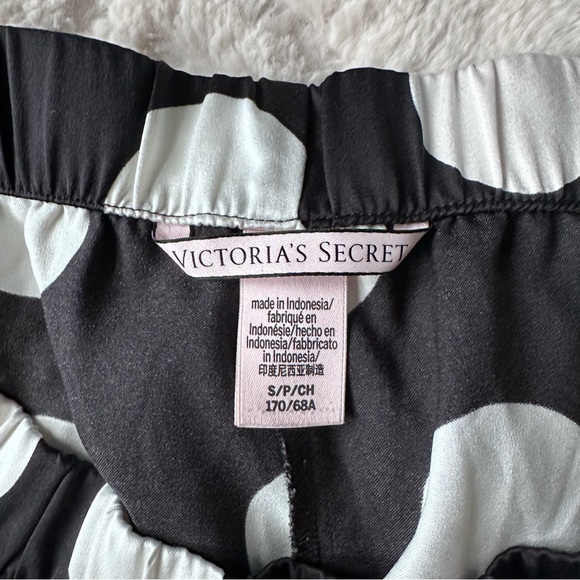 VICTORIA'S SECRET
made in Indonesia/
fabriqué en
Indonésie/hecho en
Indonesia/fabbricato
in Indonesia/
印度尼西亚制造
S/P/CH
170/68A